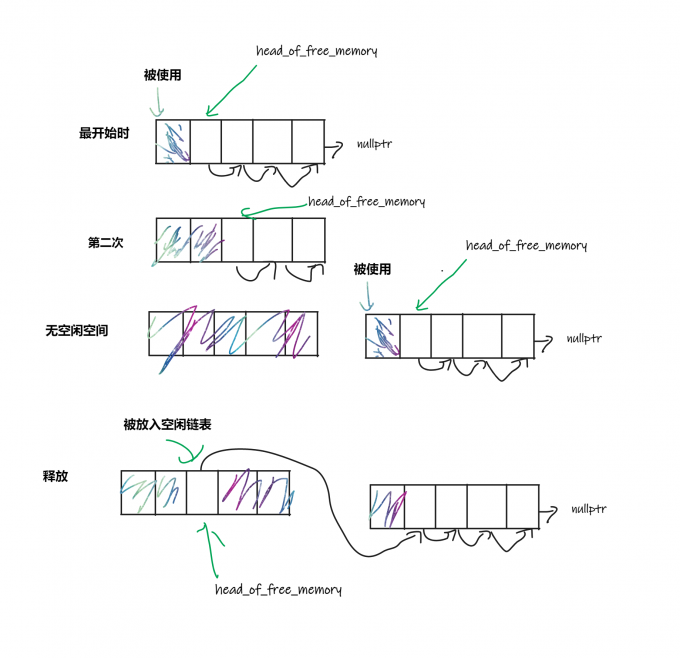 head_of_free_memory
被使用
最开始时
nullptr
head_of_free_memory
第二次
head_of_free_memory
被使用
无空闲空间
nullptr
被放入空闲链表
释放
nullptr
head_of_free_memory